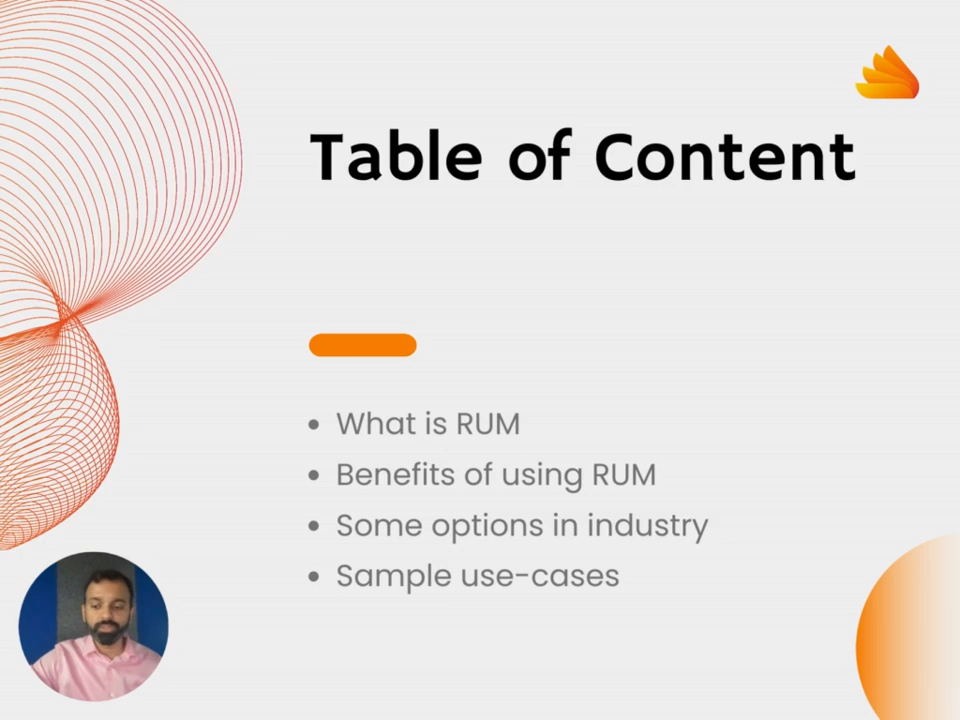 Table of Content
• What is RUM
• Benefits of using RUM
• Some options in industry
• Sample use-cases